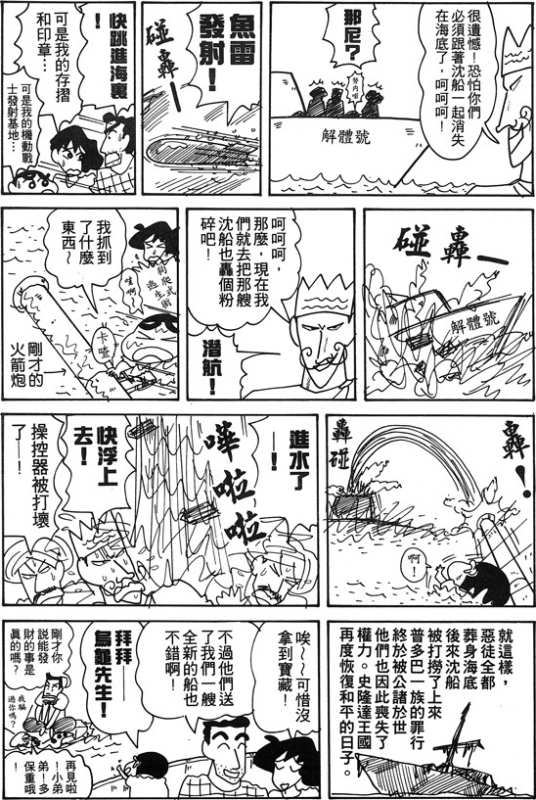 很遺憾！恐怕你們
必須跟著沈船一起消失
在海底了，呵呵呵！
那尼？
解體號
魚雷
發射！
轟—
碰
快跳進海裏
！
可是我的存摺
和印章…
可是我的機動戰
士發射基地…
轟—
碰
解體號
呵呵呵，
那麼，現在我
們就去把那艘
沈船也轟個粉
碎吧！
潛航！
我抓到
了什麼
東西～
卡嚓
剛才的
火箭炮
轟！
轟
碰
啊！
進水了
—！
嘩啦啦
快浮上
去！
操控器被打壞
了—！
就這樣，
惡徒全都
葬身海底
後來沈船
被打撈了上來
普多巴一族的罪行
終於被公諸於世
他們也因此喪失了
權力。史隆達王國
再度恢復和平的日子。
唉～～可惜沒
拿到寶藏！
不過他們送
了我們一艘
全新的船也
不錯啊！
拜拜—
烏龜先生！
剛才你
說能發
財的事是
真的嗎？
我騙
過你嗎？
再見啦
！小弟
弟！多
保重哦
！